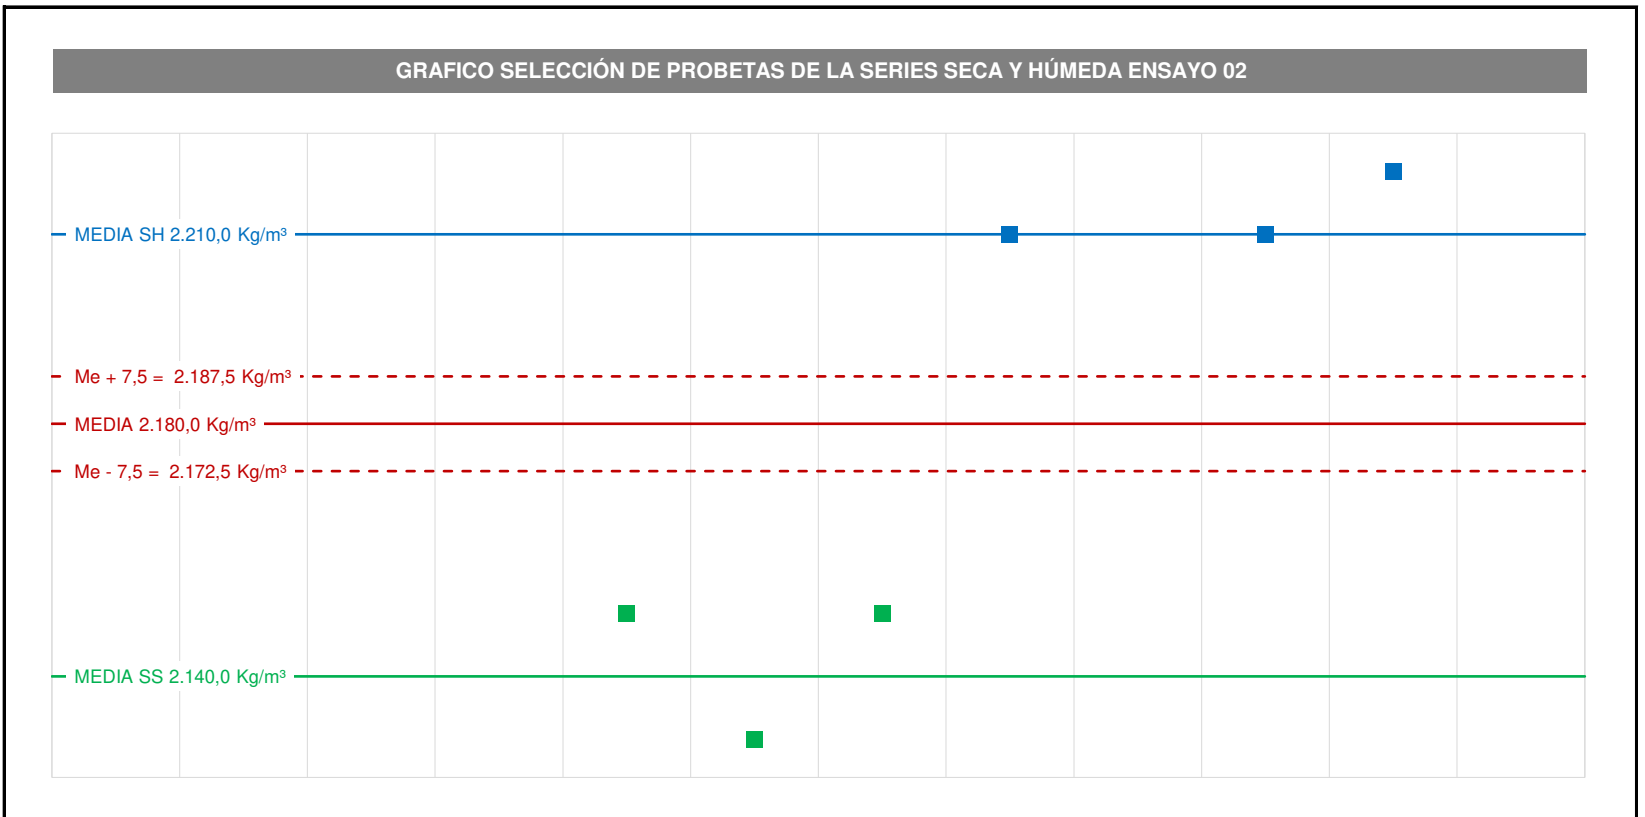 GRAFICO SELECCIÓN DE PROBETAS DE LA SERIES SECA Y HÚMEDA ENSAYO 02
MEDIA SH 2.210,0 Kg/m³
Me + 7,5 = 2.187,5 Kg/m³
MEDIA 2.180,0 Kg/m³
Me - 7,5 = 2.172,5 Kg/m³
MEDIA SS 2.140,0 Kg/m³